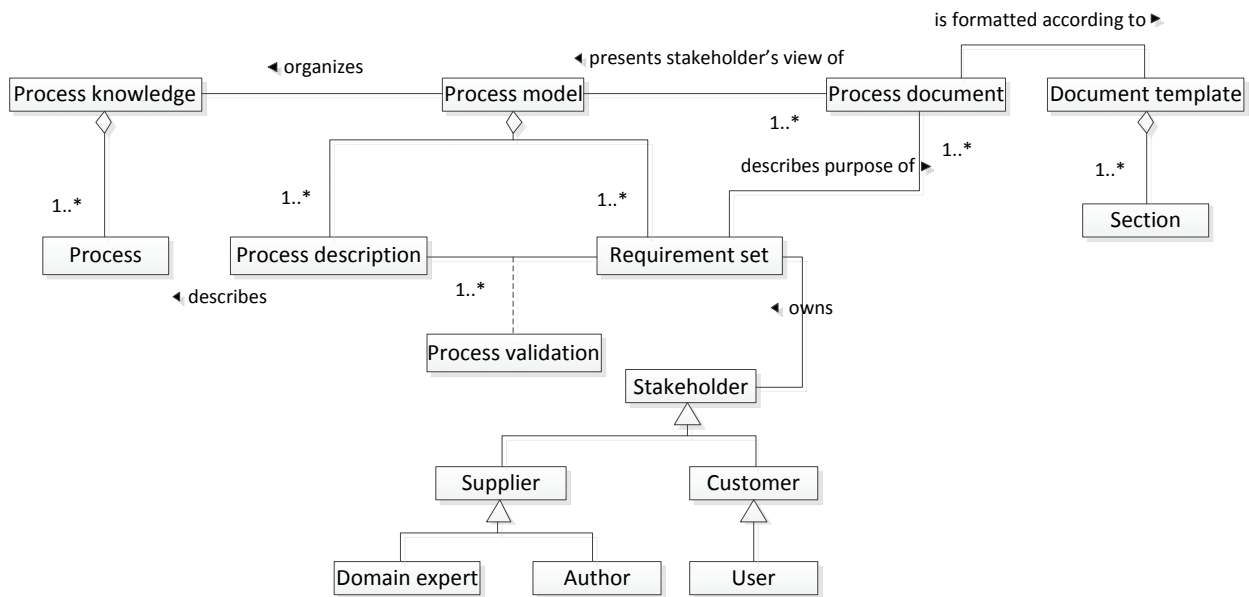 is formatted according to ►
◄ organizes
◄ presents stakeholder’s view of
Process knowledge
Process model
Process document
Document template
1..*
describes purpose of ►
1..*
1..*
1..*
1..*
1..*
Process
Process description
Requirement set
Section
◄ describes
1..*
◄ owns
Process validation
Stakeholder
Supplier
Customer
Domain expert
Author
User